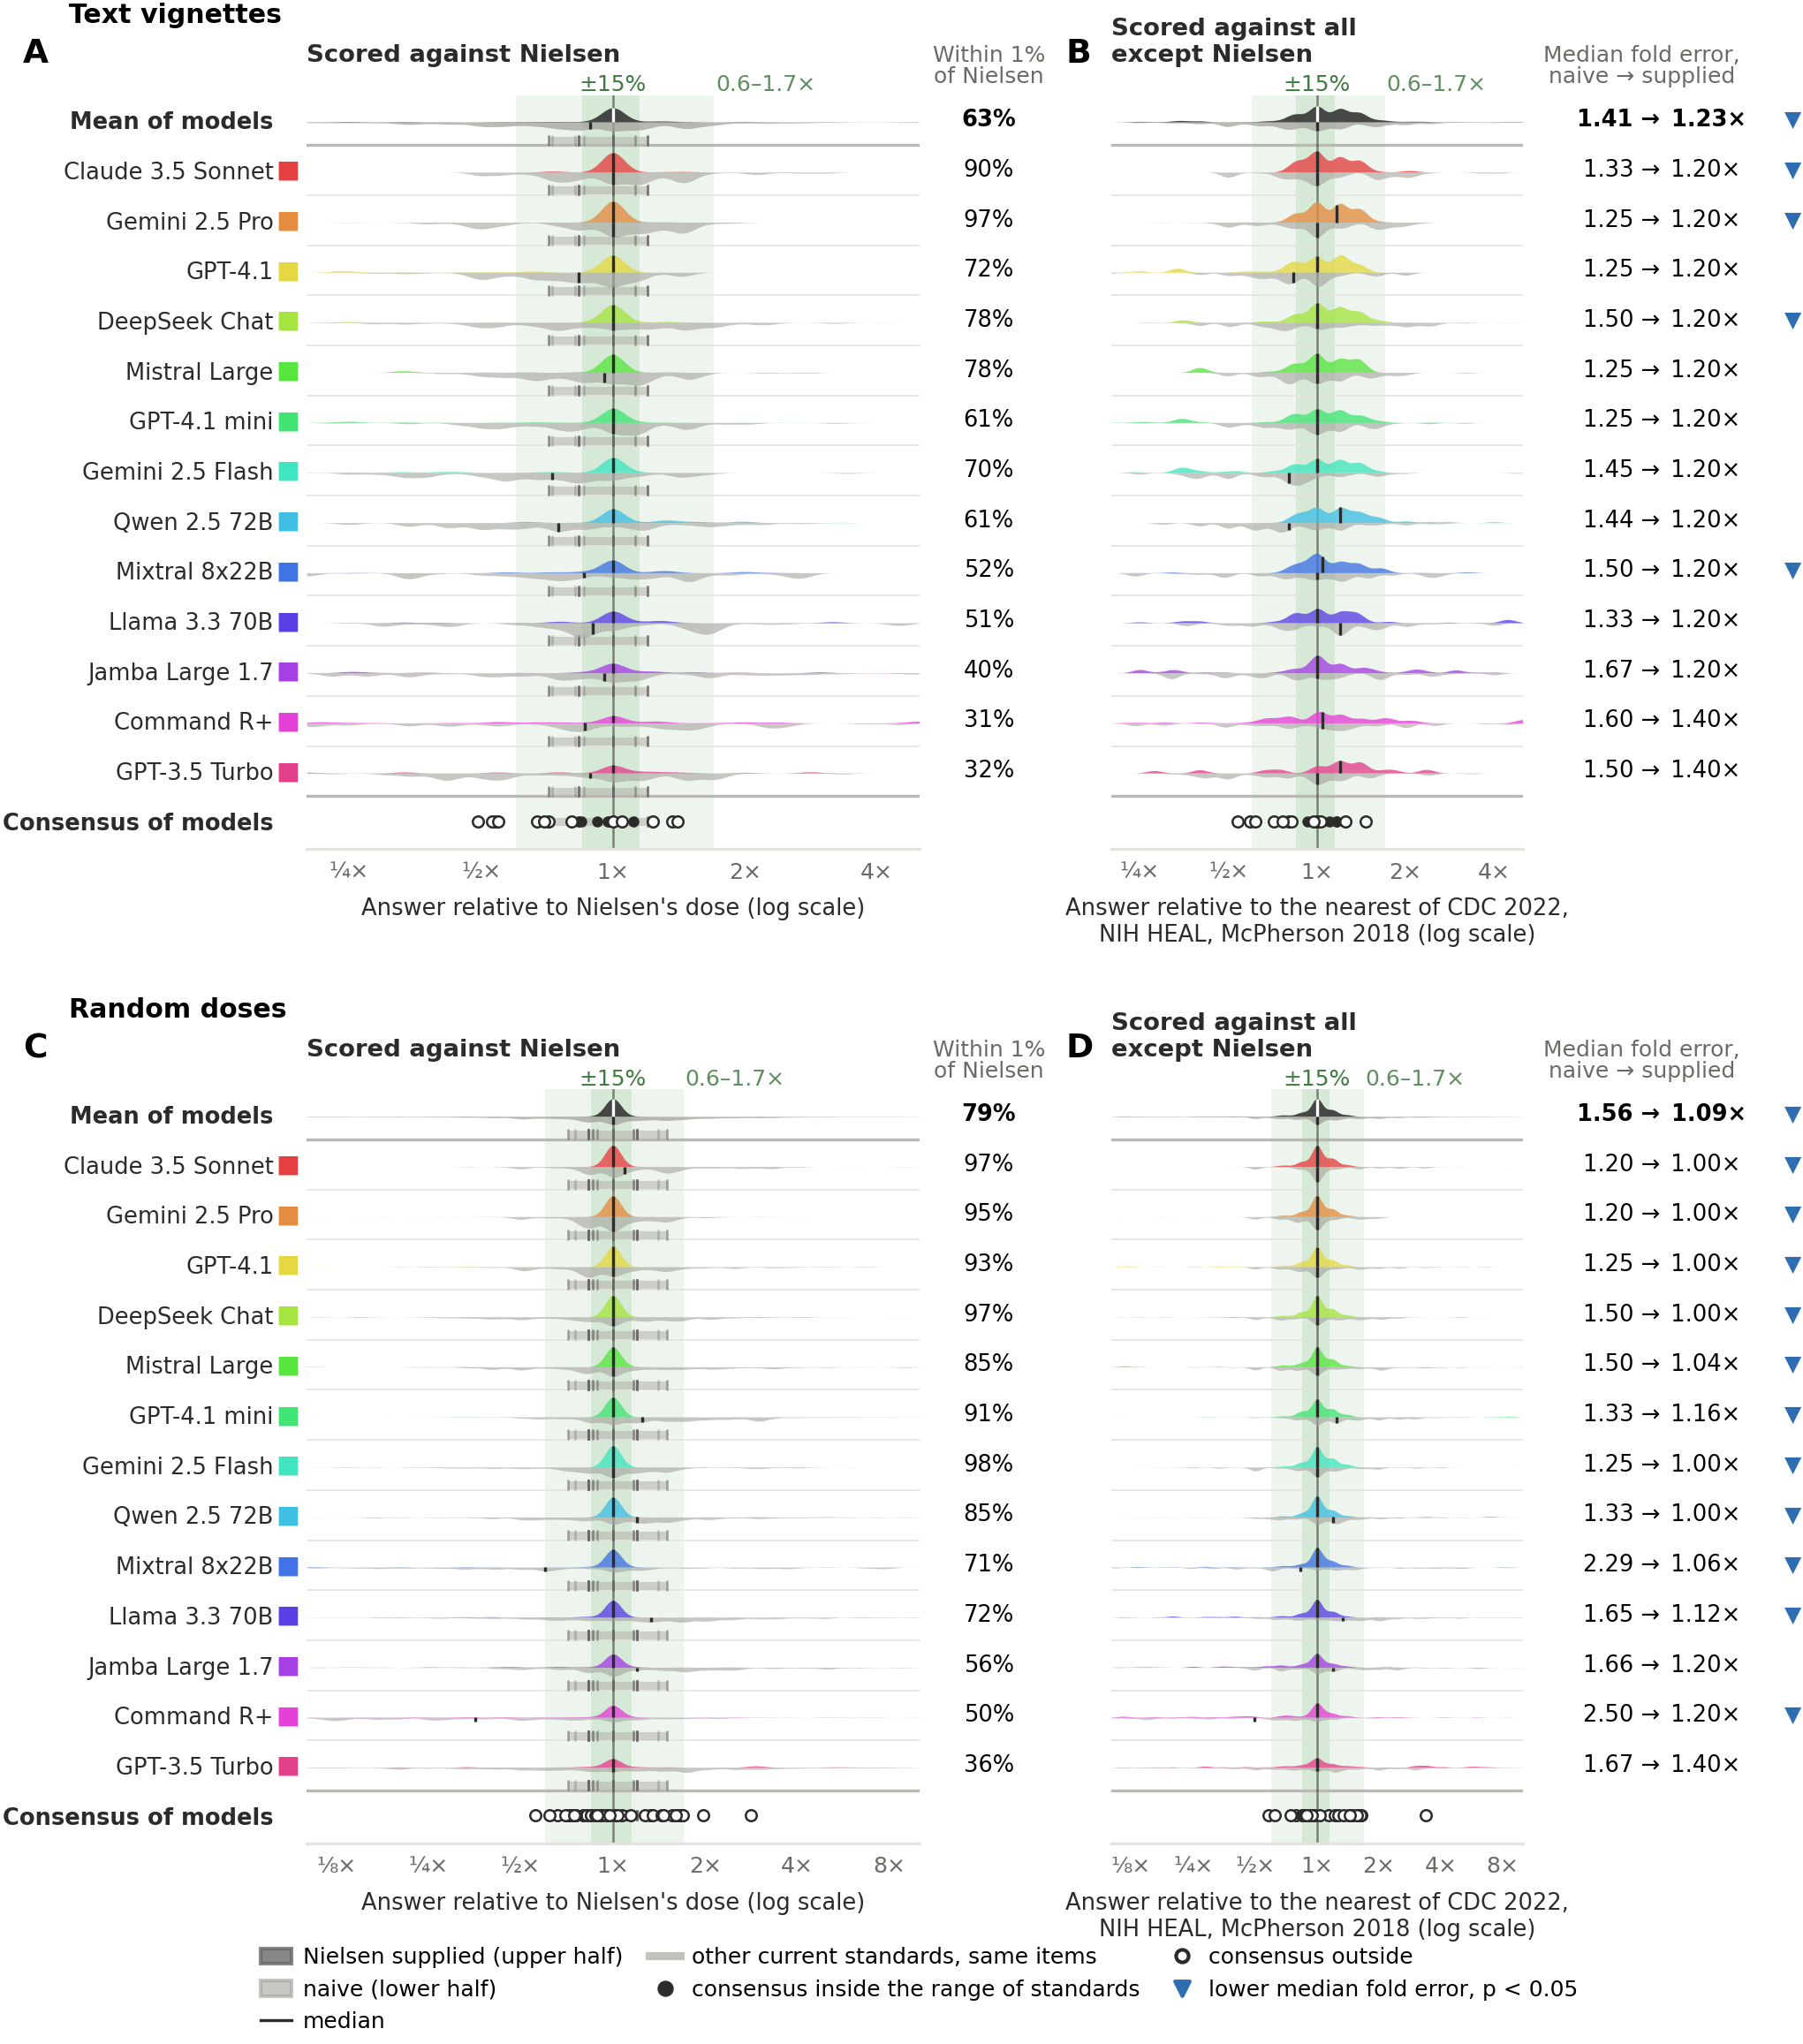 Text vignettes
A
Scored against Nielsen
Within 1%
of Nielsen
±15%
0.6–1.7×
B
Scored against all
except Nielsen
Median fold error,
naive → supplied
±15%
0.6–1.7×
Mean of models 63% 1.41 → 1.23×
Claude 3.5 Sonnet 90% 1.33 → 1.20×
Gemini 2.5 Pro 97% 1.25 → 1.20×
GPT-4.1 72% 1.25 → 1.20×
DeepSeek Chat 78% 1.50 → 1.20×
Mistral Large 78% 1.25 → 1.20×
GPT-4.1 mini 61% 1.25 → 1.20×
Gemini 2.5 Flash 70% 1.45 → 1.20×
Qwen 2.5 72B 61% 1.44 → 1.20×
Mixtral 8x22B 52% 1.50 → 1.20×
Llama 3.3 70B 51% 1.33 → 1.20×
Jamba Large 1.7 40% 1.67 → 1.20×
Command R+ 31% 1.60 → 1.40×
GPT-3.5 Turbo 32% 1.50 → 1.40×
Consensus of models
¼× ½× 1× 2× 4×
Answer relative to Nielsen's dose (log scale)
¼× ½× 1× 2× 4×
Answer relative to the nearest of CDC 2022,
NIH HEAL, McPherson 2018 (log scale)
Random doses
C
Scored against Nielsen
Within 1%
of Nielsen
±15%
0.6–1.7×
D
Scored against all
except Nielsen
Median fold error,
naive → supplied
±15%
0.6–1.7×
Mean of models 79% 1.56 → 1.09×
Claude 3.5 Sonnet 97% 1.20 → 1.00×
Gemini 2.5 Pro 95% 1.20 → 1.00×
GPT-4.1 93% 1.25 → 1.00×
DeepSeek Chat 97% 1.50 → 1.00×
Mistral Large 85% 1.50 → 1.04×
GPT-4.1 mini 91% 1.33 → 1.16×
Gemini 2.5 Flash 98% 1.25 → 1.00×
Qwen 2.5 72B 85% 1.33 → 1.00×
Mixtral 8x22B 71% 2.29 → 1.06×
Llama 3.3 70B 72% 1.65 → 1.12×
Jamba Large 1.7 56% 1.66 → 1.20×
Command R+ 50% 2.50 → 1.20×
GPT-3.5 Turbo 36% 1.67 → 1.40×
Consensus of models
⅛× ¼× ½× 1× 2× 4× 8×
Answer relative to Nielsen's dose (log scale)
⅛× ¼× ½× 1× 2× 4× 8×
Answer relative to the nearest of CDC 2022,
NIH HEAL, McPherson 2018 (log scale)
Nielsen supplied (upper half)
naive (lower half)
median
other current standards, same items
consensus inside the range of standards
consensus outside
lower median fold error, p < 0.05